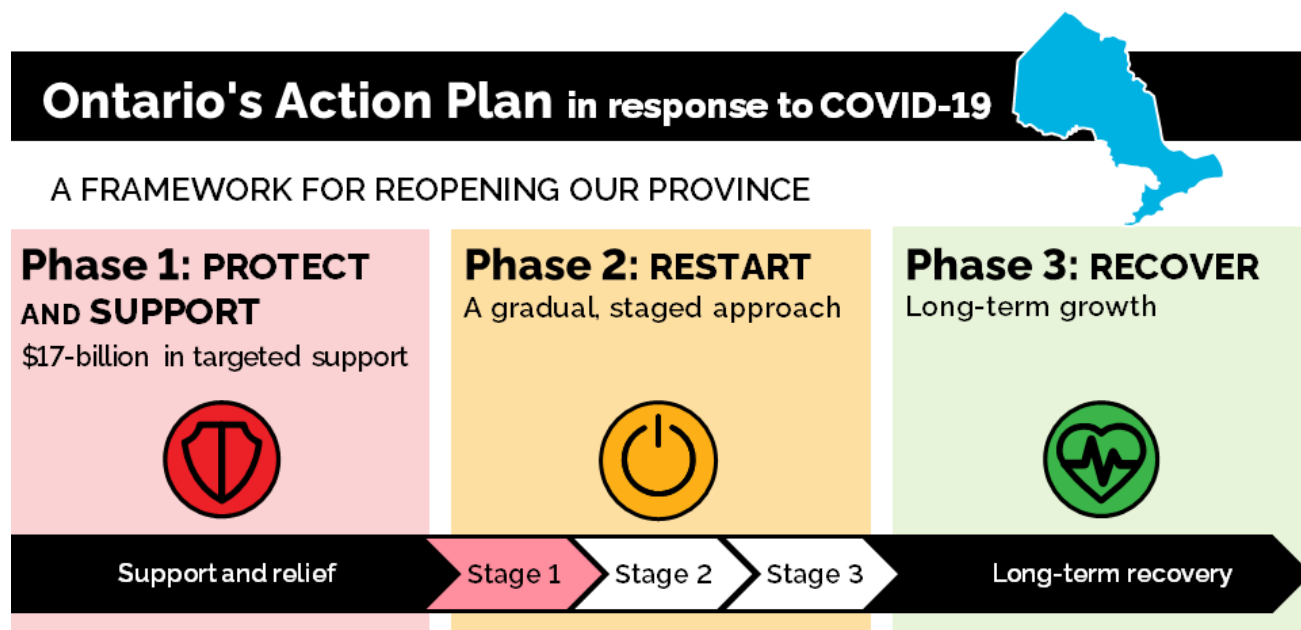 Ontario's Action Plan in response to COVID-19
A FRAMEWORK FOR REOPENING OUR PROVINCE
Phase 1: PROTECT
AND SUPPORT
$17-billion in targeted support
Phase 2: RESTART
A gradual, staged approach
Phase 3: RECOVER
Long-term growth
Support and relief
Stage 1
Stage 2
Stage 3
Long-term recovery